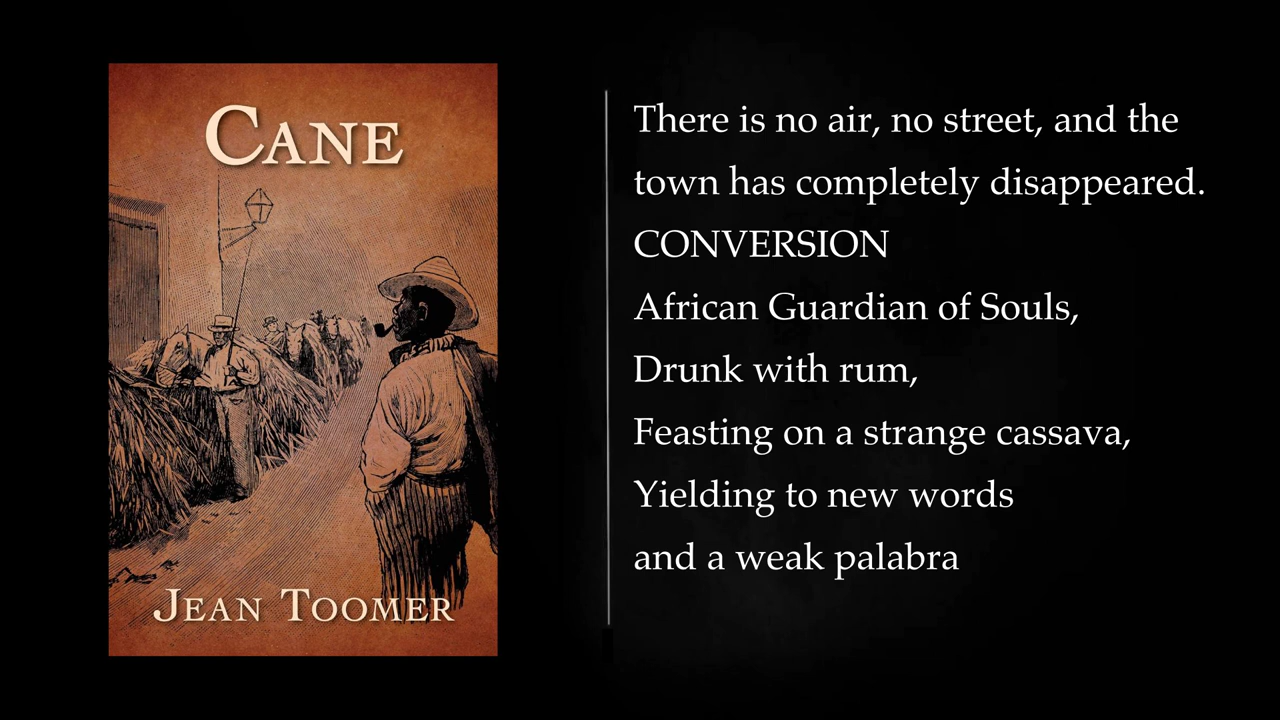 CANE
JEAN TOOMER
There is no air, no street, and the
town has completely disappeared.
CONVERSION
African Guardian of Souls,
Drunk with rum,
Feasting on a strange cassava,
Yielding to new words
and a weak palabra